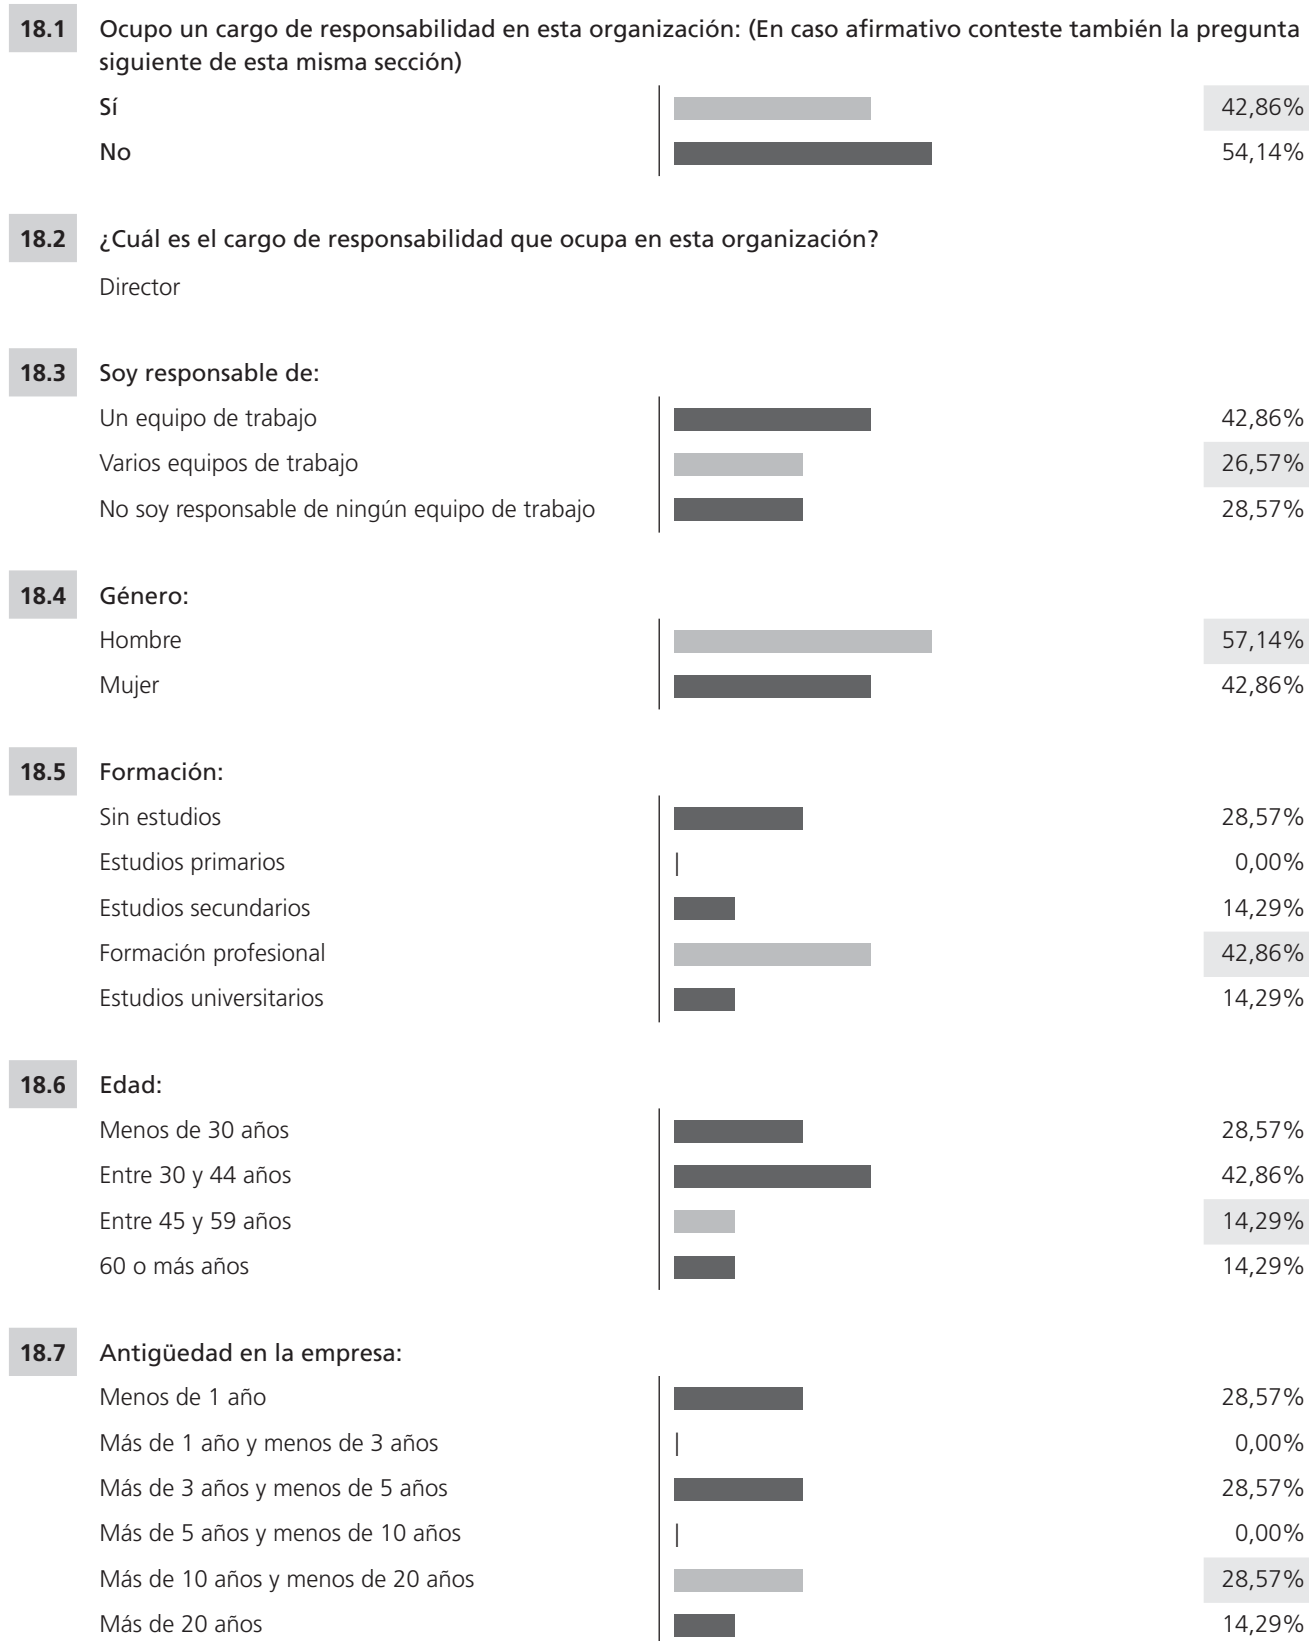 18.1 Ocupo un cargo de responsabilidad en esta organización: (En caso afirmativo conteste también la pregunta
siguiente de esta misma sección)
Sí 42,86%
No 54,14%
18.2 ¿Cuál es el cargo de responsabilidad que ocupa en esta organización?
Director
18.3 Soy responsable de:
Un equipo de trabajo 42,86%
Varios equipos de trabajo 26,57%
No soy responsable de ningún equipo de trabajo 28,57%
18.4 Género:
Hombre 57,14%
Mujer 42,86%
18.5 Formación:
Sin estudios 28,57%
Estudios primarios 0,00%
Estudios secundarios 14,29%
Formación profesional 42,86%
Estudios universitarios 14,29%
18.6 Edad:
Menos de 30 años 28,57%
Entre 30 y 44 años 42,86%
Entre 45 y 59 años 14,29%
60 o más años 14,29%
18.7 Antigüedad en la empresa:
Menos de 1 año 28,57%
Más de 1 año y menos de 3 años 0,00%
Más de 3 años y menos de 5 años 28,57%
Más de 5 años y menos de 10 años 0,00%
Más de 10 años y menos de 20 años 28,57%
Más de 20 años 14,29%